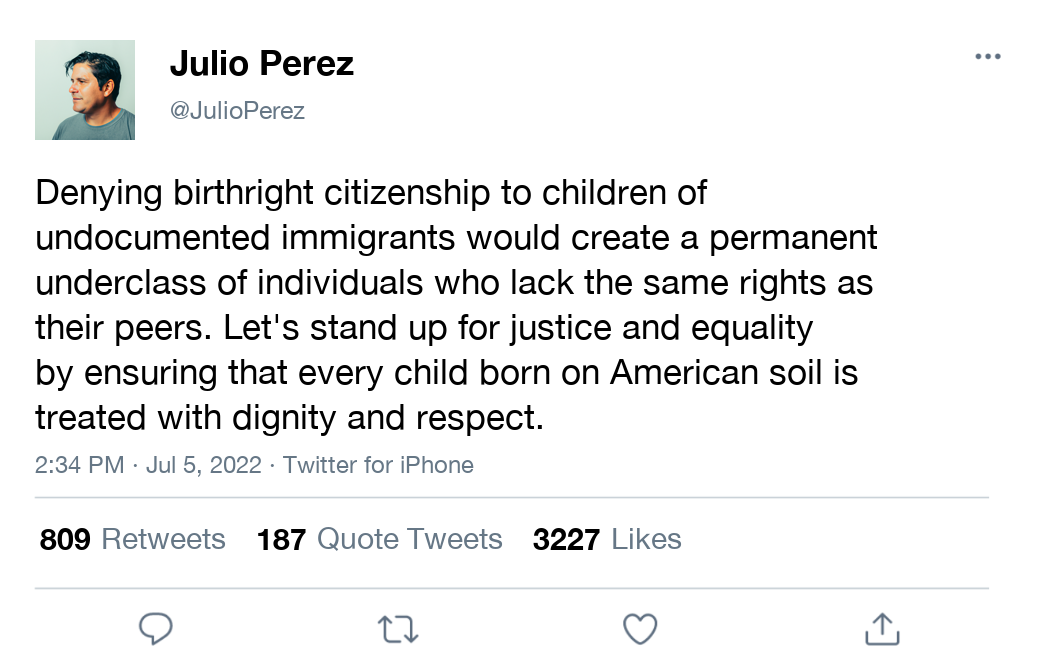 Julio Perez
@JulioPerez
Denying birthright citizenship to children of
undocumented immigrants would create a permanent
underclass of individuals who lack the same rights as
their peers. Let's stand up for justice and equality
by ensuring that every child born on American soil is
treated with dignity and respect.
2:34 PM · Jul 5, 2022 · Twitter for iPhone
809 Retweets 187 Quote Tweets 3227 Likes